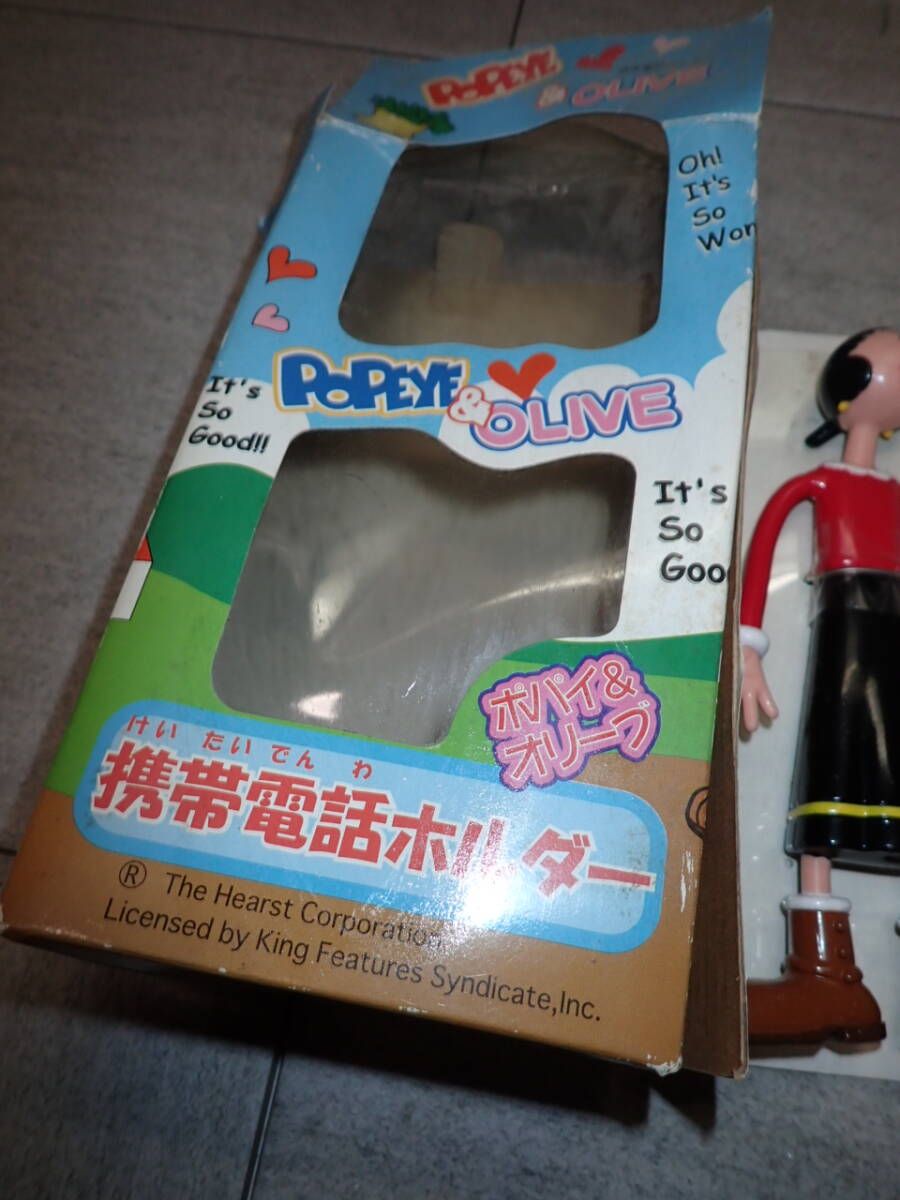 POPEYE
& OLIVE
Oh!
It's
So
Won
It's
So
Good!!
POPEYE
& OLIVE
It's
So
Goo
ポパイ&
オリーブ
けいたいでんわ
携帯電話ホルダー
® The Hearst Corporation
Licensed by King Features Syndicate,Inc.